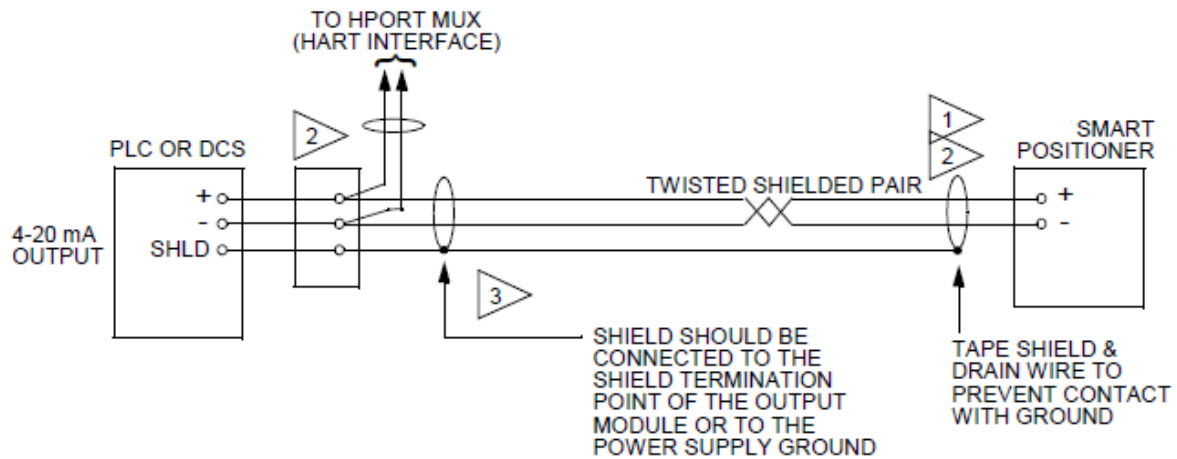 TO HPORT MUX
(HART INTERFACE)
2
PLC OR DCS
+
-
SHLD
4-20 mA
OUTPUT
TWISTED SHIELDED PAIR
1
2
SMART
POSITIONER
+
-
3
SHIELD SHOULD BE
CONNECTED TO THE
SHIELD TERMINATION
POINT OF THE OUTPUT
MODULE OR TO THE
POWER SUPPLY GROUND
TAPE SHIELD &
DRAIN WIRE TO
PREVENT CONTACT
WITH GROUND